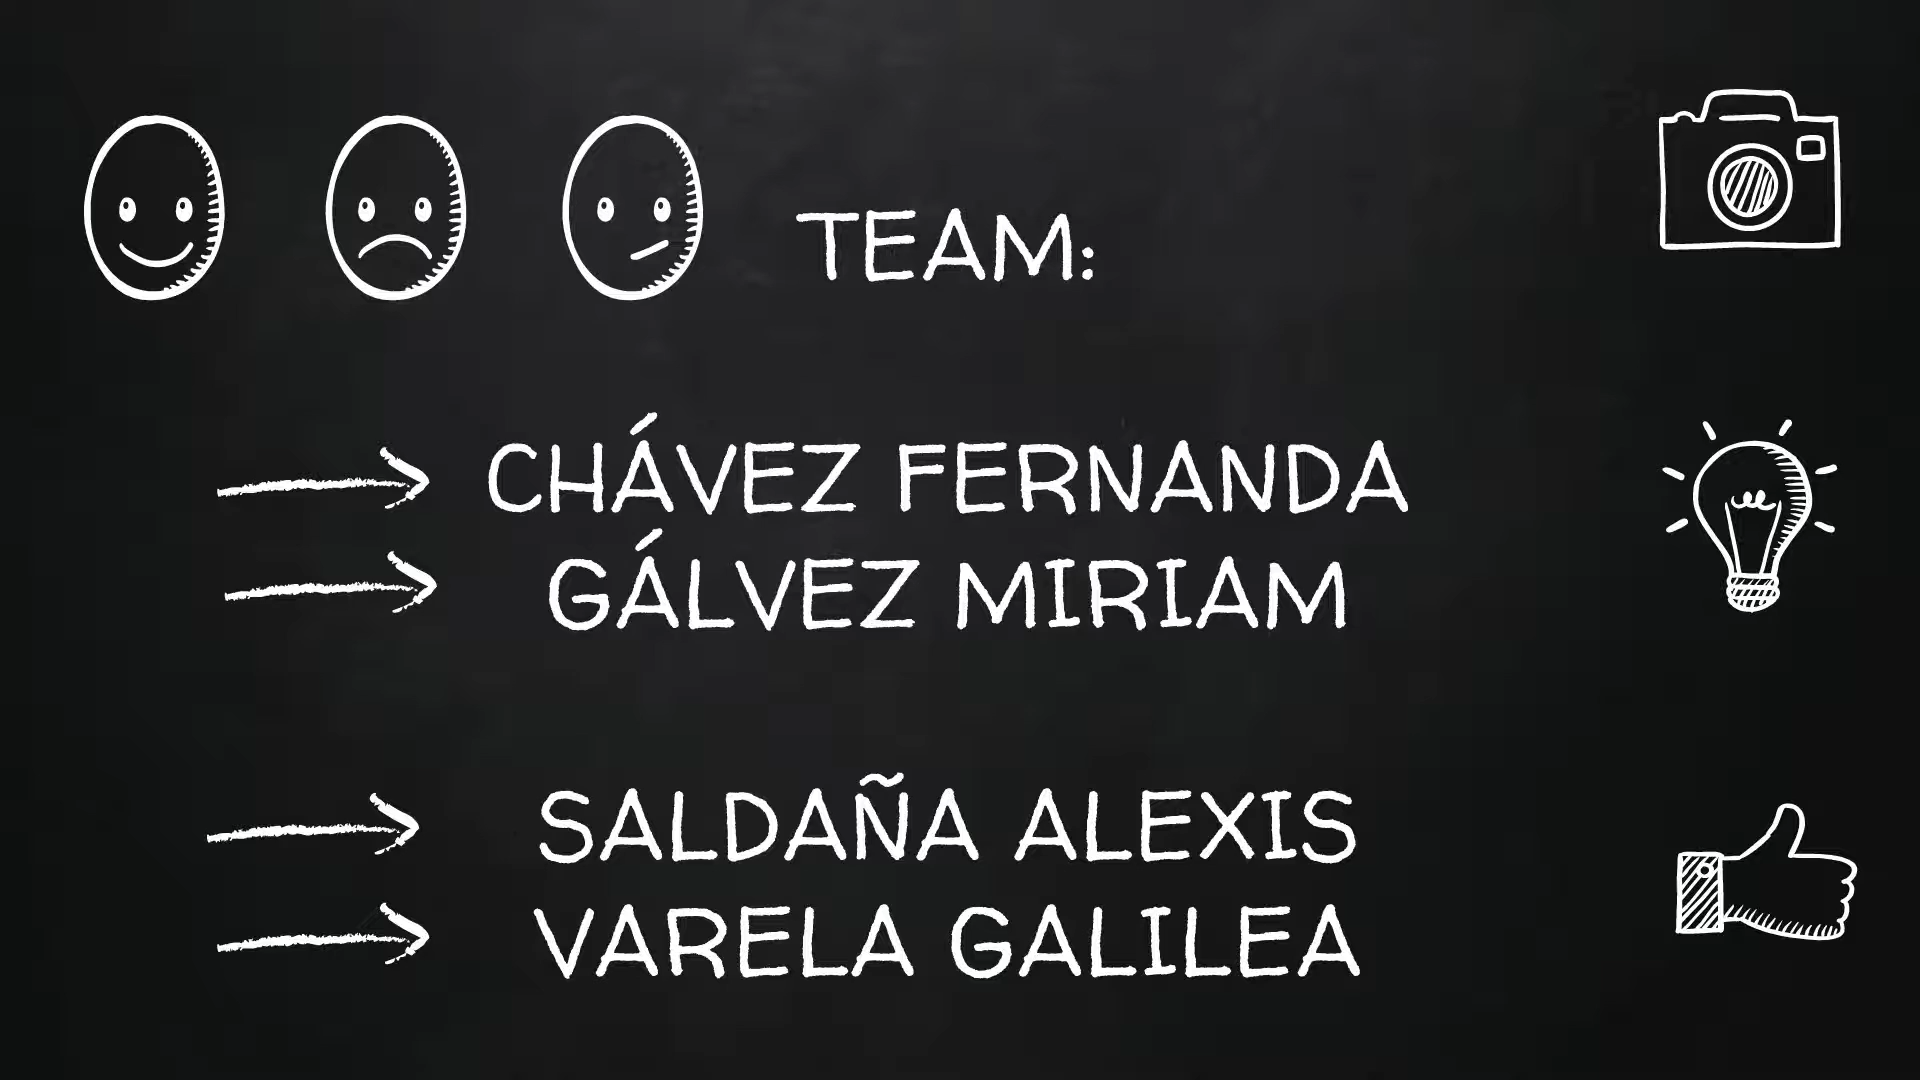 TEAM:
CHÁVEZ FERNANDA
GÁLVEZ MIRIAM
SALDAÑA ALEXIS
VARELA GALILEA